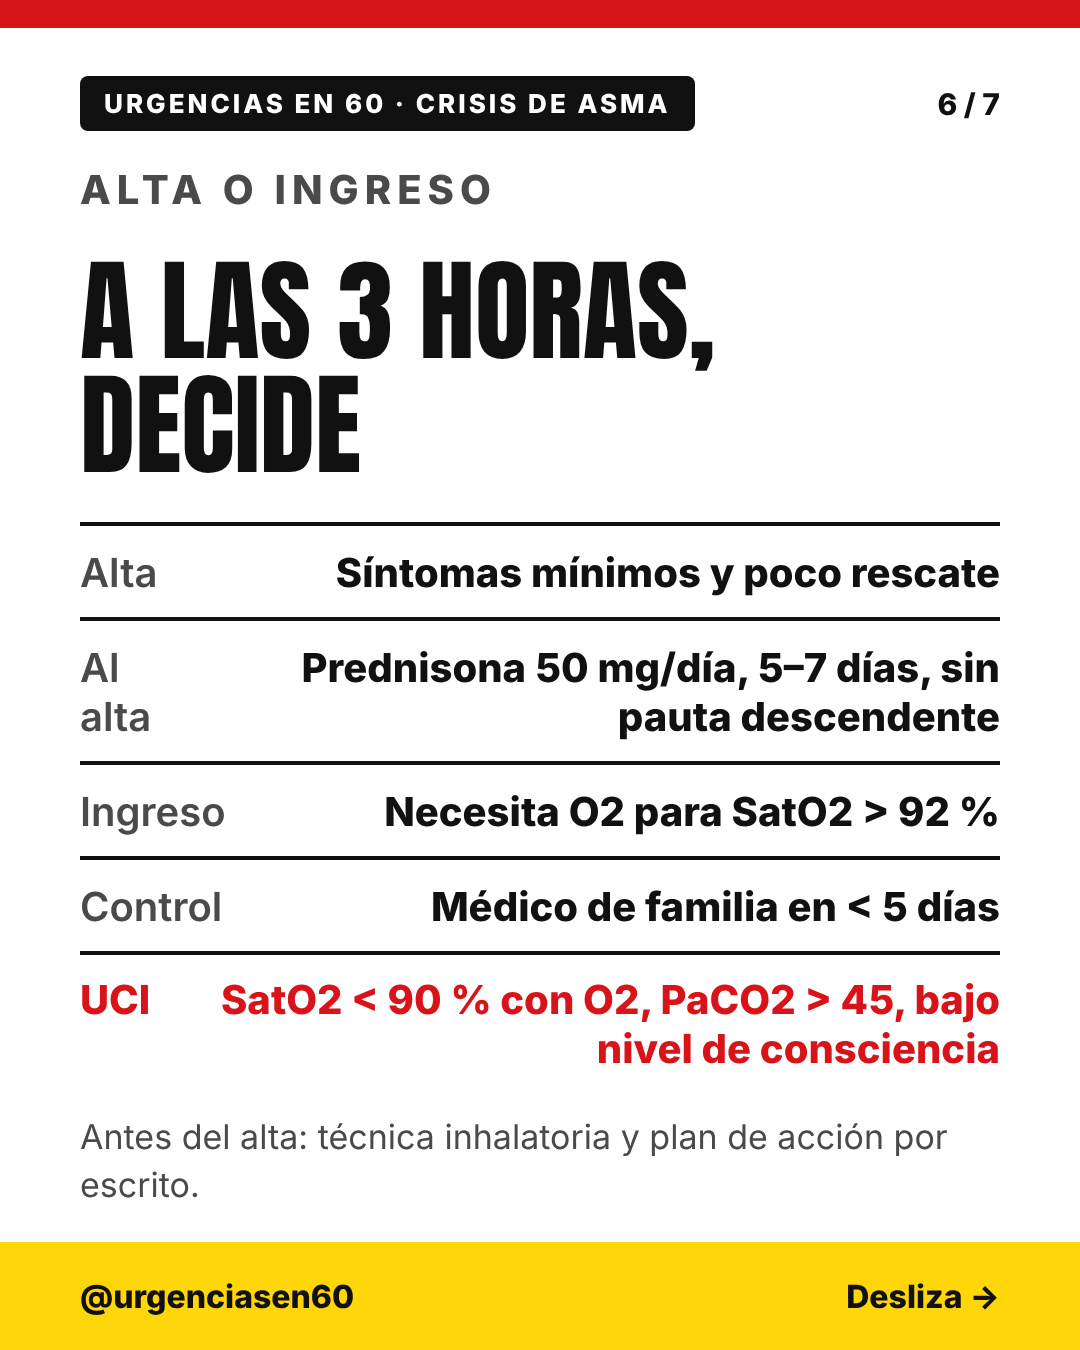 URGENCIAS EN 60 · CRISIS DE ASMA
6 / 7
ALTA O INGRESO
A LAS 3 HORAS,
DECIDE
Alta Síntomas mínimos y poco rescate
Al Prednisona 50 mg/día, 5–7 días, sin
alta pauta descendente
Ingreso Necesita O2 para SatO2 > 92 %
Control Médico de familia en < 5 días
UCI SatO2 < 90 % con O2, PaCO2 > 45, bajo
nivel de consciencia
Antes del alta: técnica inhalatoria y plan de acción por
escrito.
@urgenciasen60
Desliza →